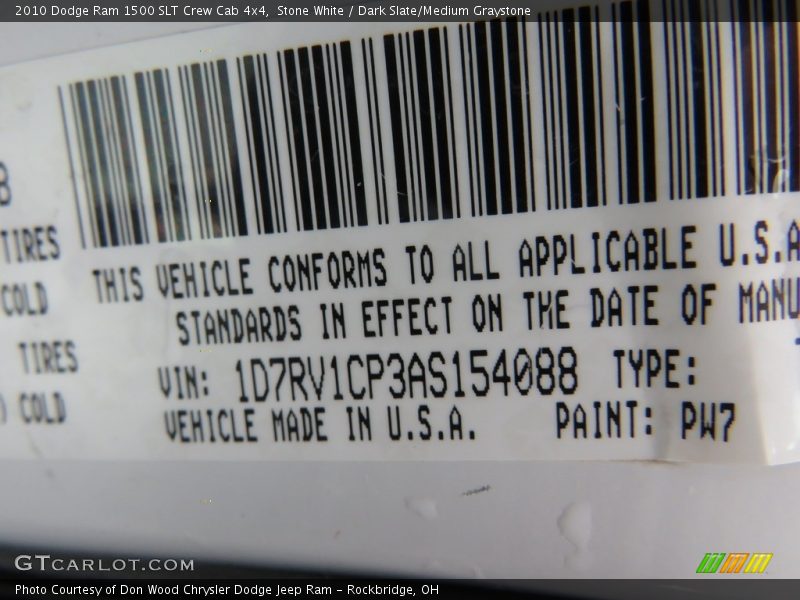 2010 Dodge Ram 1500 SLT Crew Cab 4x4, Stone White / Dark Slate/Medium Graystone
TIRES
COLD
TIRES
COLD
THIS VEHICLE CONFORMS TO ALL APPLICABLE U.S.A
STANDARDS IN EFFECT ON THE DATE OF MANU
VIN: 1D7RV1CP3AS154088 TYPE:
VEHICLE MADE IN U.S.A. PAINT: PW7
GTCARLOT.COM
Photo Courtesy of Don Wood Chrysler Dodge Jeep Ram - Rockbridge, OH